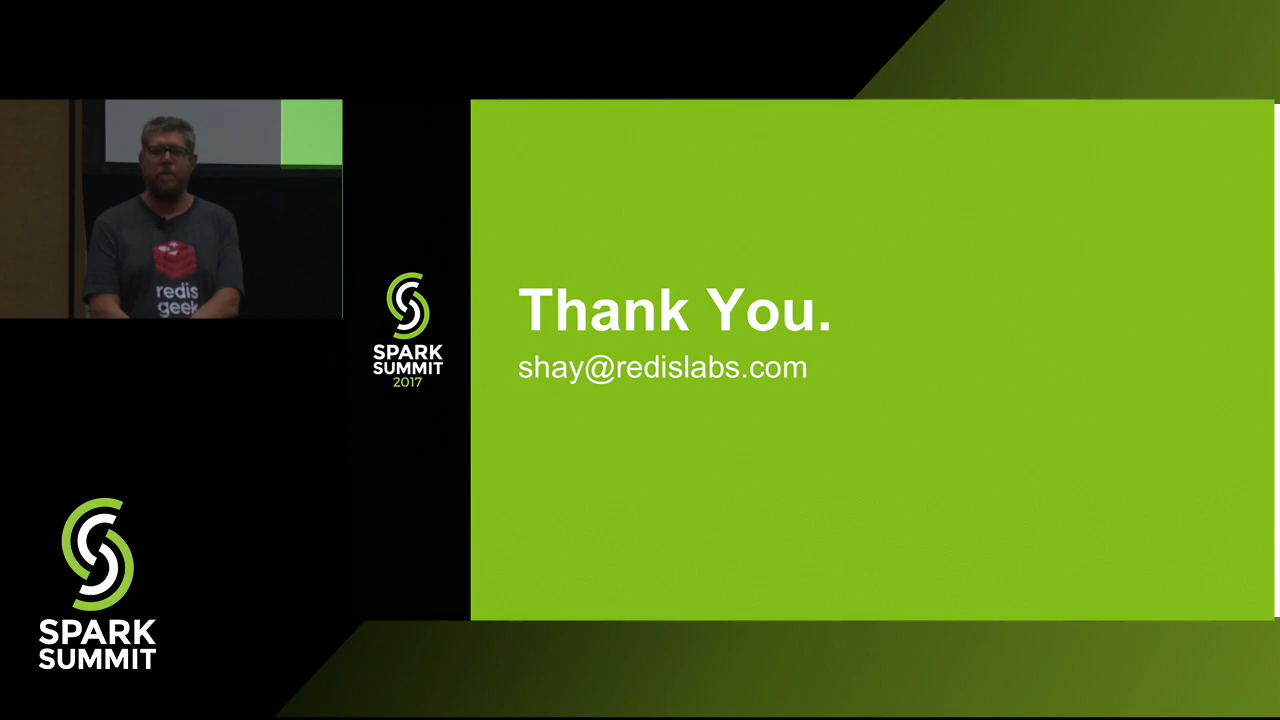 redis
geek
SPARK
SUMMIT
2017
Thank You.
shay@redislabs.com
SPARK
SUMMIT